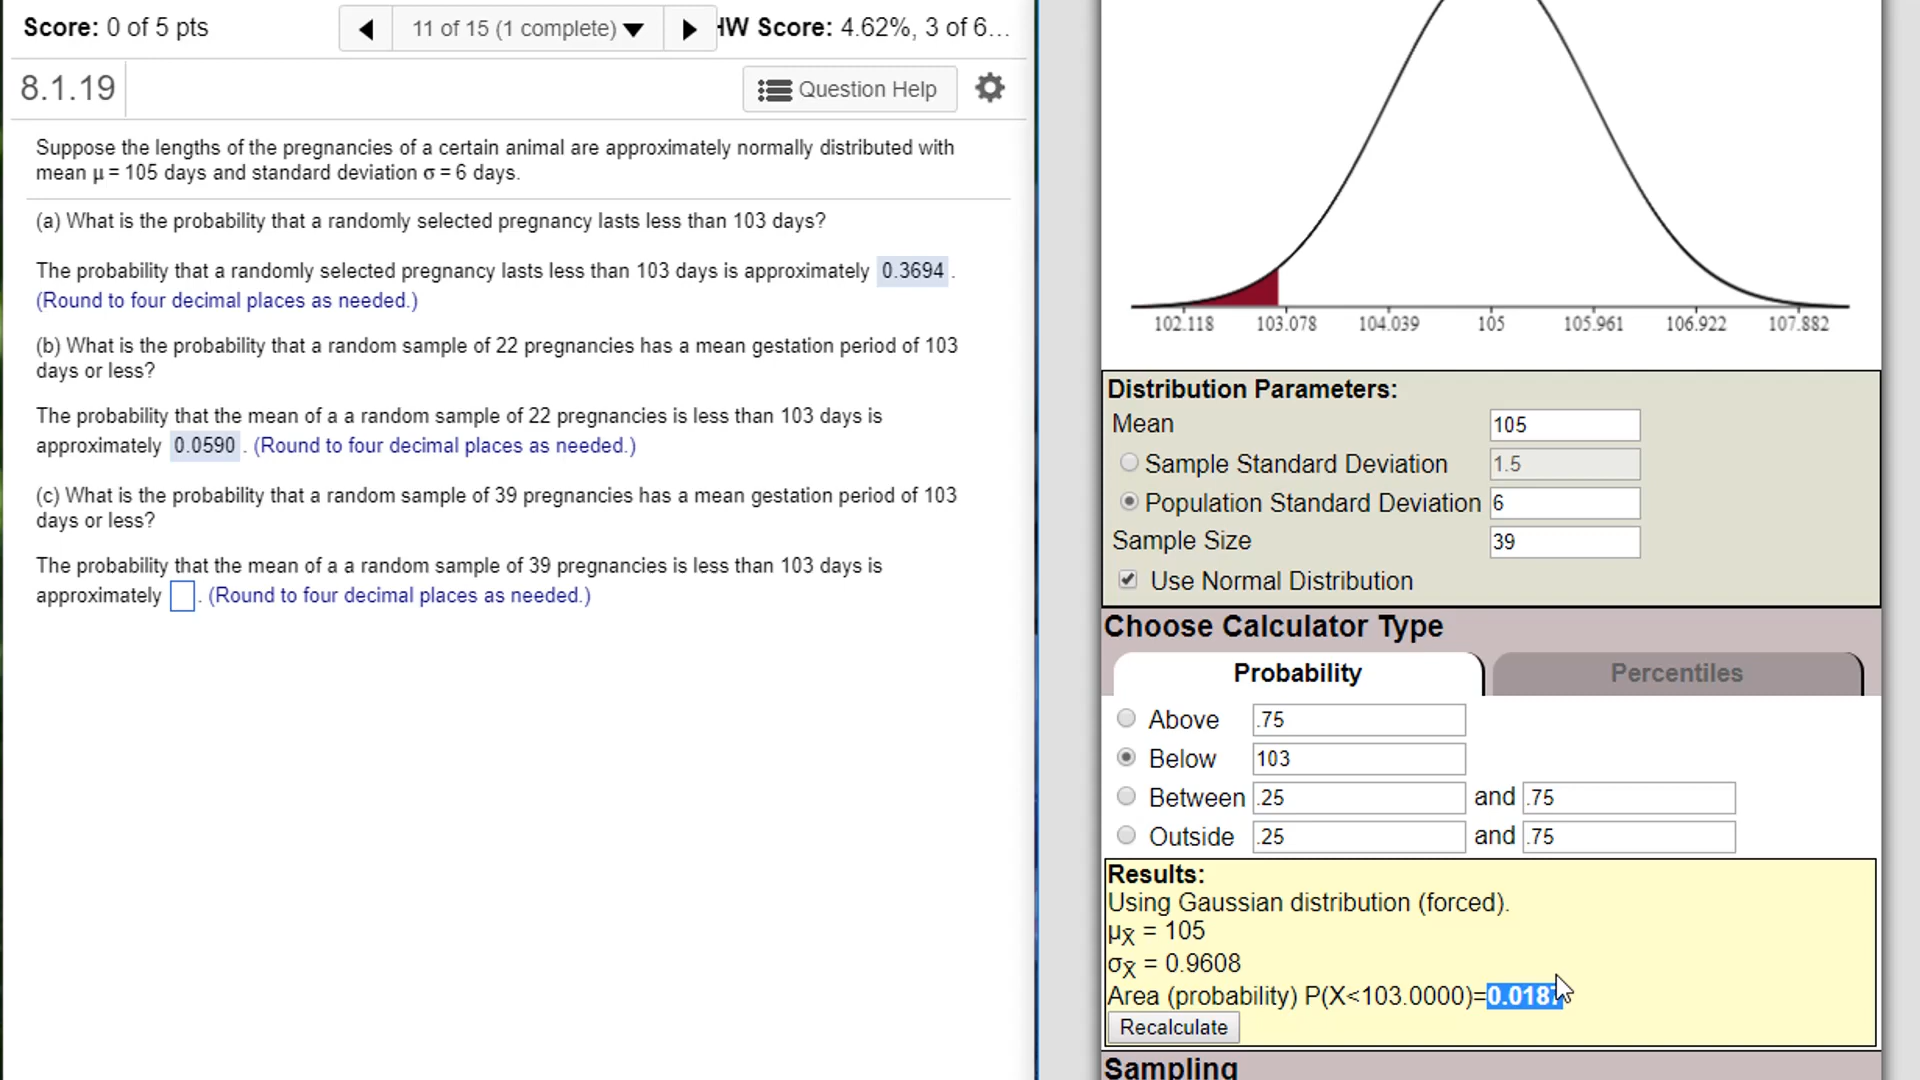 Score: 0 of 5 pts
11 of 15 (1 complete)
HW Score: 4.62%, 3 of 6...
8.1.19
Question Help
Suppose the lengths of the pregnancies of a certain animal are approximately normally distributed with
mean μ = 105 days and standard deviation σ = 6 days.
(a) What is the probability that a randomly selected pregnancy lasts less than 103 days?
The probability that a randomly selected pregnancy lasts less than 103 days is approximately 0.3694 .
(Round to four decimal places as needed.)
(b) What is the probability that a random sample of 22 pregnancies has a mean gestation period of 103
days or less?
The probability that the mean of a a random sample of 22 pregnancies is less than 103 days is
approximately 0.0590 . (Round to four decimal places as needed.)
(c) What is the probability that a random sample of 39 pregnancies has a mean gestation period of 103
days or less?
The probability that the mean of a a random sample of 39 pregnancies is less than 103 days is
approximately . (Round to four decimal places as needed.)
102.118 103.078 104.039 105 105.961 106.922 107.882
Distribution Parameters:
Mean 105
Sample Standard Deviation 1.5
Population Standard Deviation 6
Sample Size 39
Use Normal Distribution
Choose Calculator Type
Probability Percentiles
Above .75
Below 103
Between .25 and .75
Outside .25 and .75
Results:
Using Gaussian distribution (forced).
μx̄ = 105
σx̄ = 0.9608
Area (probability) P(X<103.0000)=0.0187
Recalculate
Sampling